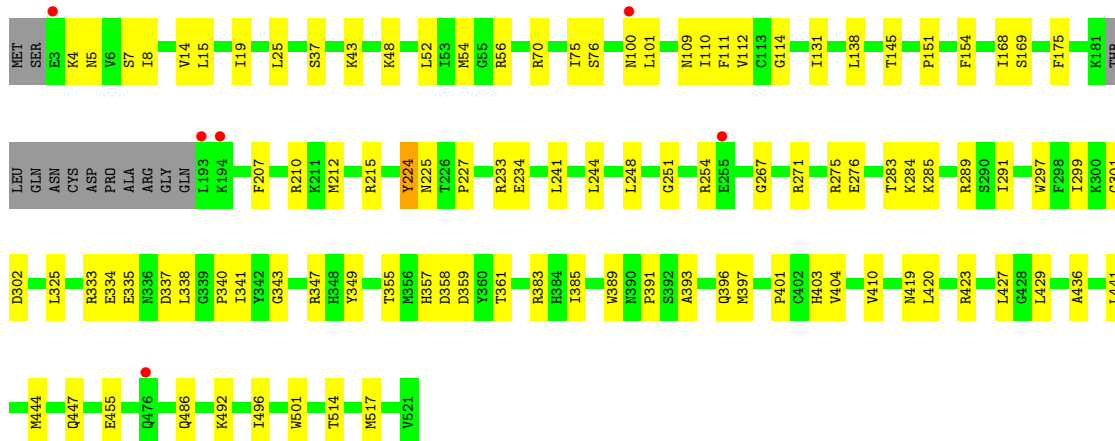 MET SER E3 K4 N5 V6 S7 I8 V14 L15 I19 L25 S37 K43 K48 L52 I53 M54 G55 R56 R70 I75 S76 N100 L101 N109 I110 F111 V112 C113 G114 I131 L138 T145 P151 F154 I168 S169 F175 K181 THR
LEU GLN ASN CYS ASP PRO ALA ARG GLY GLN L193 K194 F207 R210 K211 M212 R215 Y224 N225 T226 P227 R233 E234 L241 L244 L248 G251 R254 E255 G267 R271 R275 E276 T283 K284 K285 R289 S290 I291 W297 F298 I299 K300
D302 L325 R333 E334 E335 N336 D337 L338 G339 P340 I341 Y342 G343 R347 H348 Y349 T355 M356 H357 D358 D359 Y360 T361 R383 H384 I385 W389 N390 P391 S392 A393 Q396 M397 P401 C402 H403 V404 V410 N419 L420 R423 L427 G428 L429 A436 L441
M444 Q447 E455 Q476 Q486 K492 I496 W501 T514 M517 V521